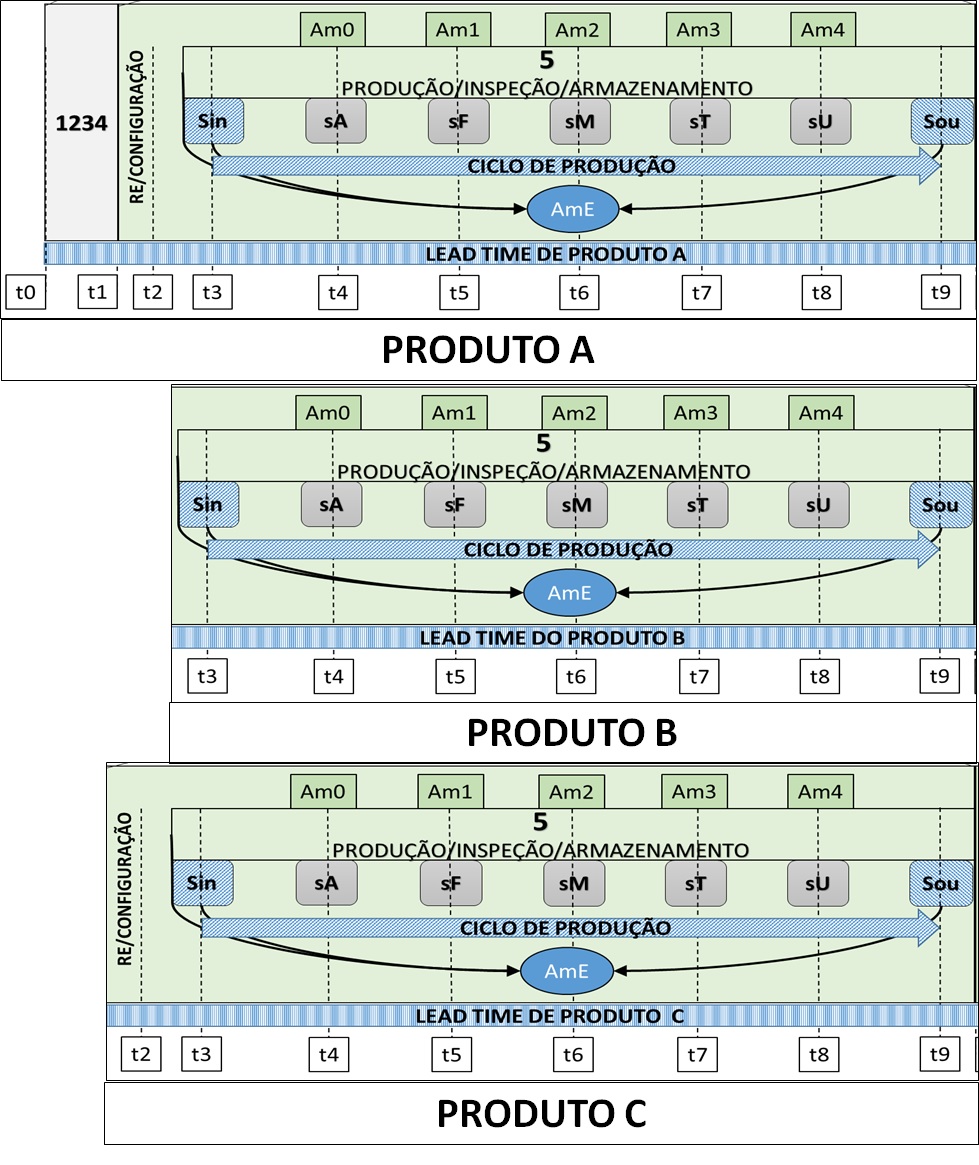 Am0 Am1 Am2 Am3 Am4
5
PRODUÇÃO/INSPEÇÃO/ARMAZENAMENTO
1234
RE/CONFIGURAÇÃO
Sin sA sF sM sT sU Sou
CICLO DE PRODUÇÃO
AmE
LEAD TIME DE PRODUTO A
t0 t1 t2 t3 t4 t5 t6 t7 t8 t9
PRODUTO A
Am0 Am1 Am2 Am3 Am4
5
PRODUÇÃO/INSPEÇÃO/ARMAZENAMENTO
Sin sA sF sM sT sU Sou
CICLO DE PRODUÇÃO
AmE
LEAD TIME DO PRODUTO B
t3 t4 t5 t6 t7 t8 t9
PRODUTO B
Am0 Am1 Am2 Am3 Am4
5
PRODUÇÃO/INSPEÇÃO/ARMAZENAMENTO
RE/CONFIGURAÇÃO
Sin sA sF sM sT sU Sou
CICLO DE PRODUÇÃO
AmE
LEAD TIME DE PRODUTO C
t2 t3 t4 t5 t6 t7 t8 t9
PRODUTO C